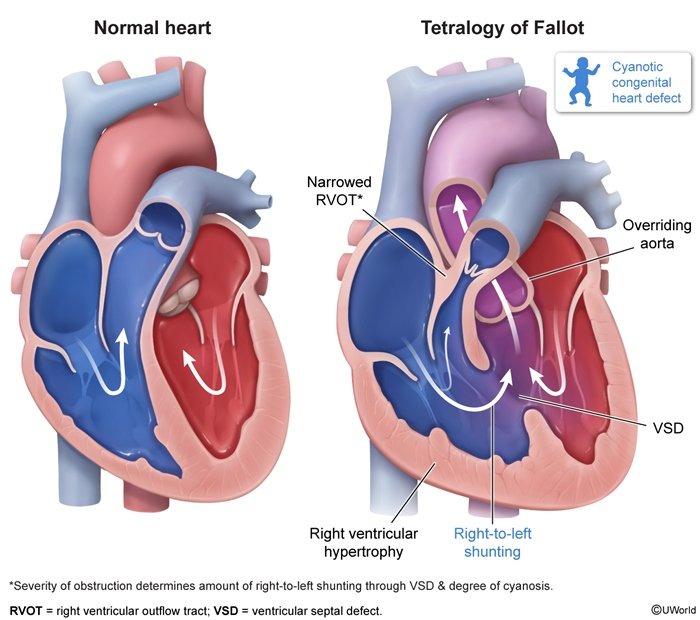 Normal heart
Tetralogy of Fallot
Cyanotic
congenital
heart defect
Narrowed
RVOT*
Overriding
aorta
VSD
Right ventricular
hypertrophy
Right-to-left
shunting
*Severity of obstruction determines amount of right-to-left shunting through VSD & degree of cyanosis.
RVOT = right ventricular outflow tract; VSD = ventricular septal defect.
©UWorld